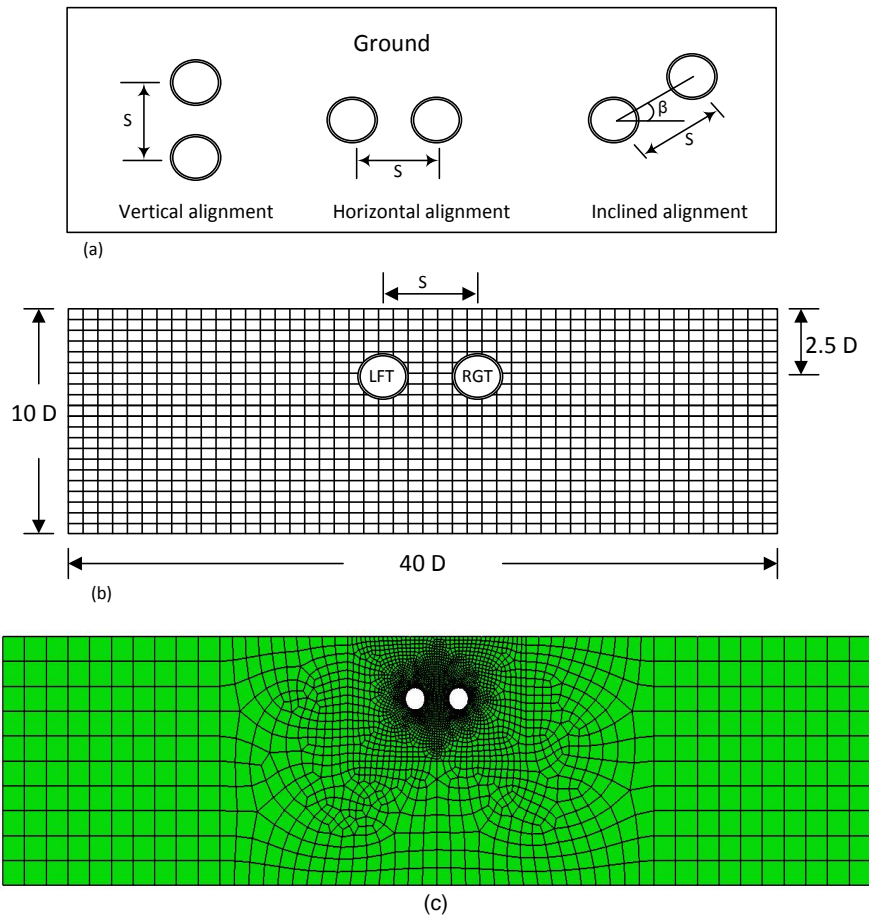 Ground
S
S
β
S
Vertical alignment
Horizontal alignment
Inclined alignment
(a)
S
2.5 D
LFT
RGT
10 D
40 D
(b)
(c)